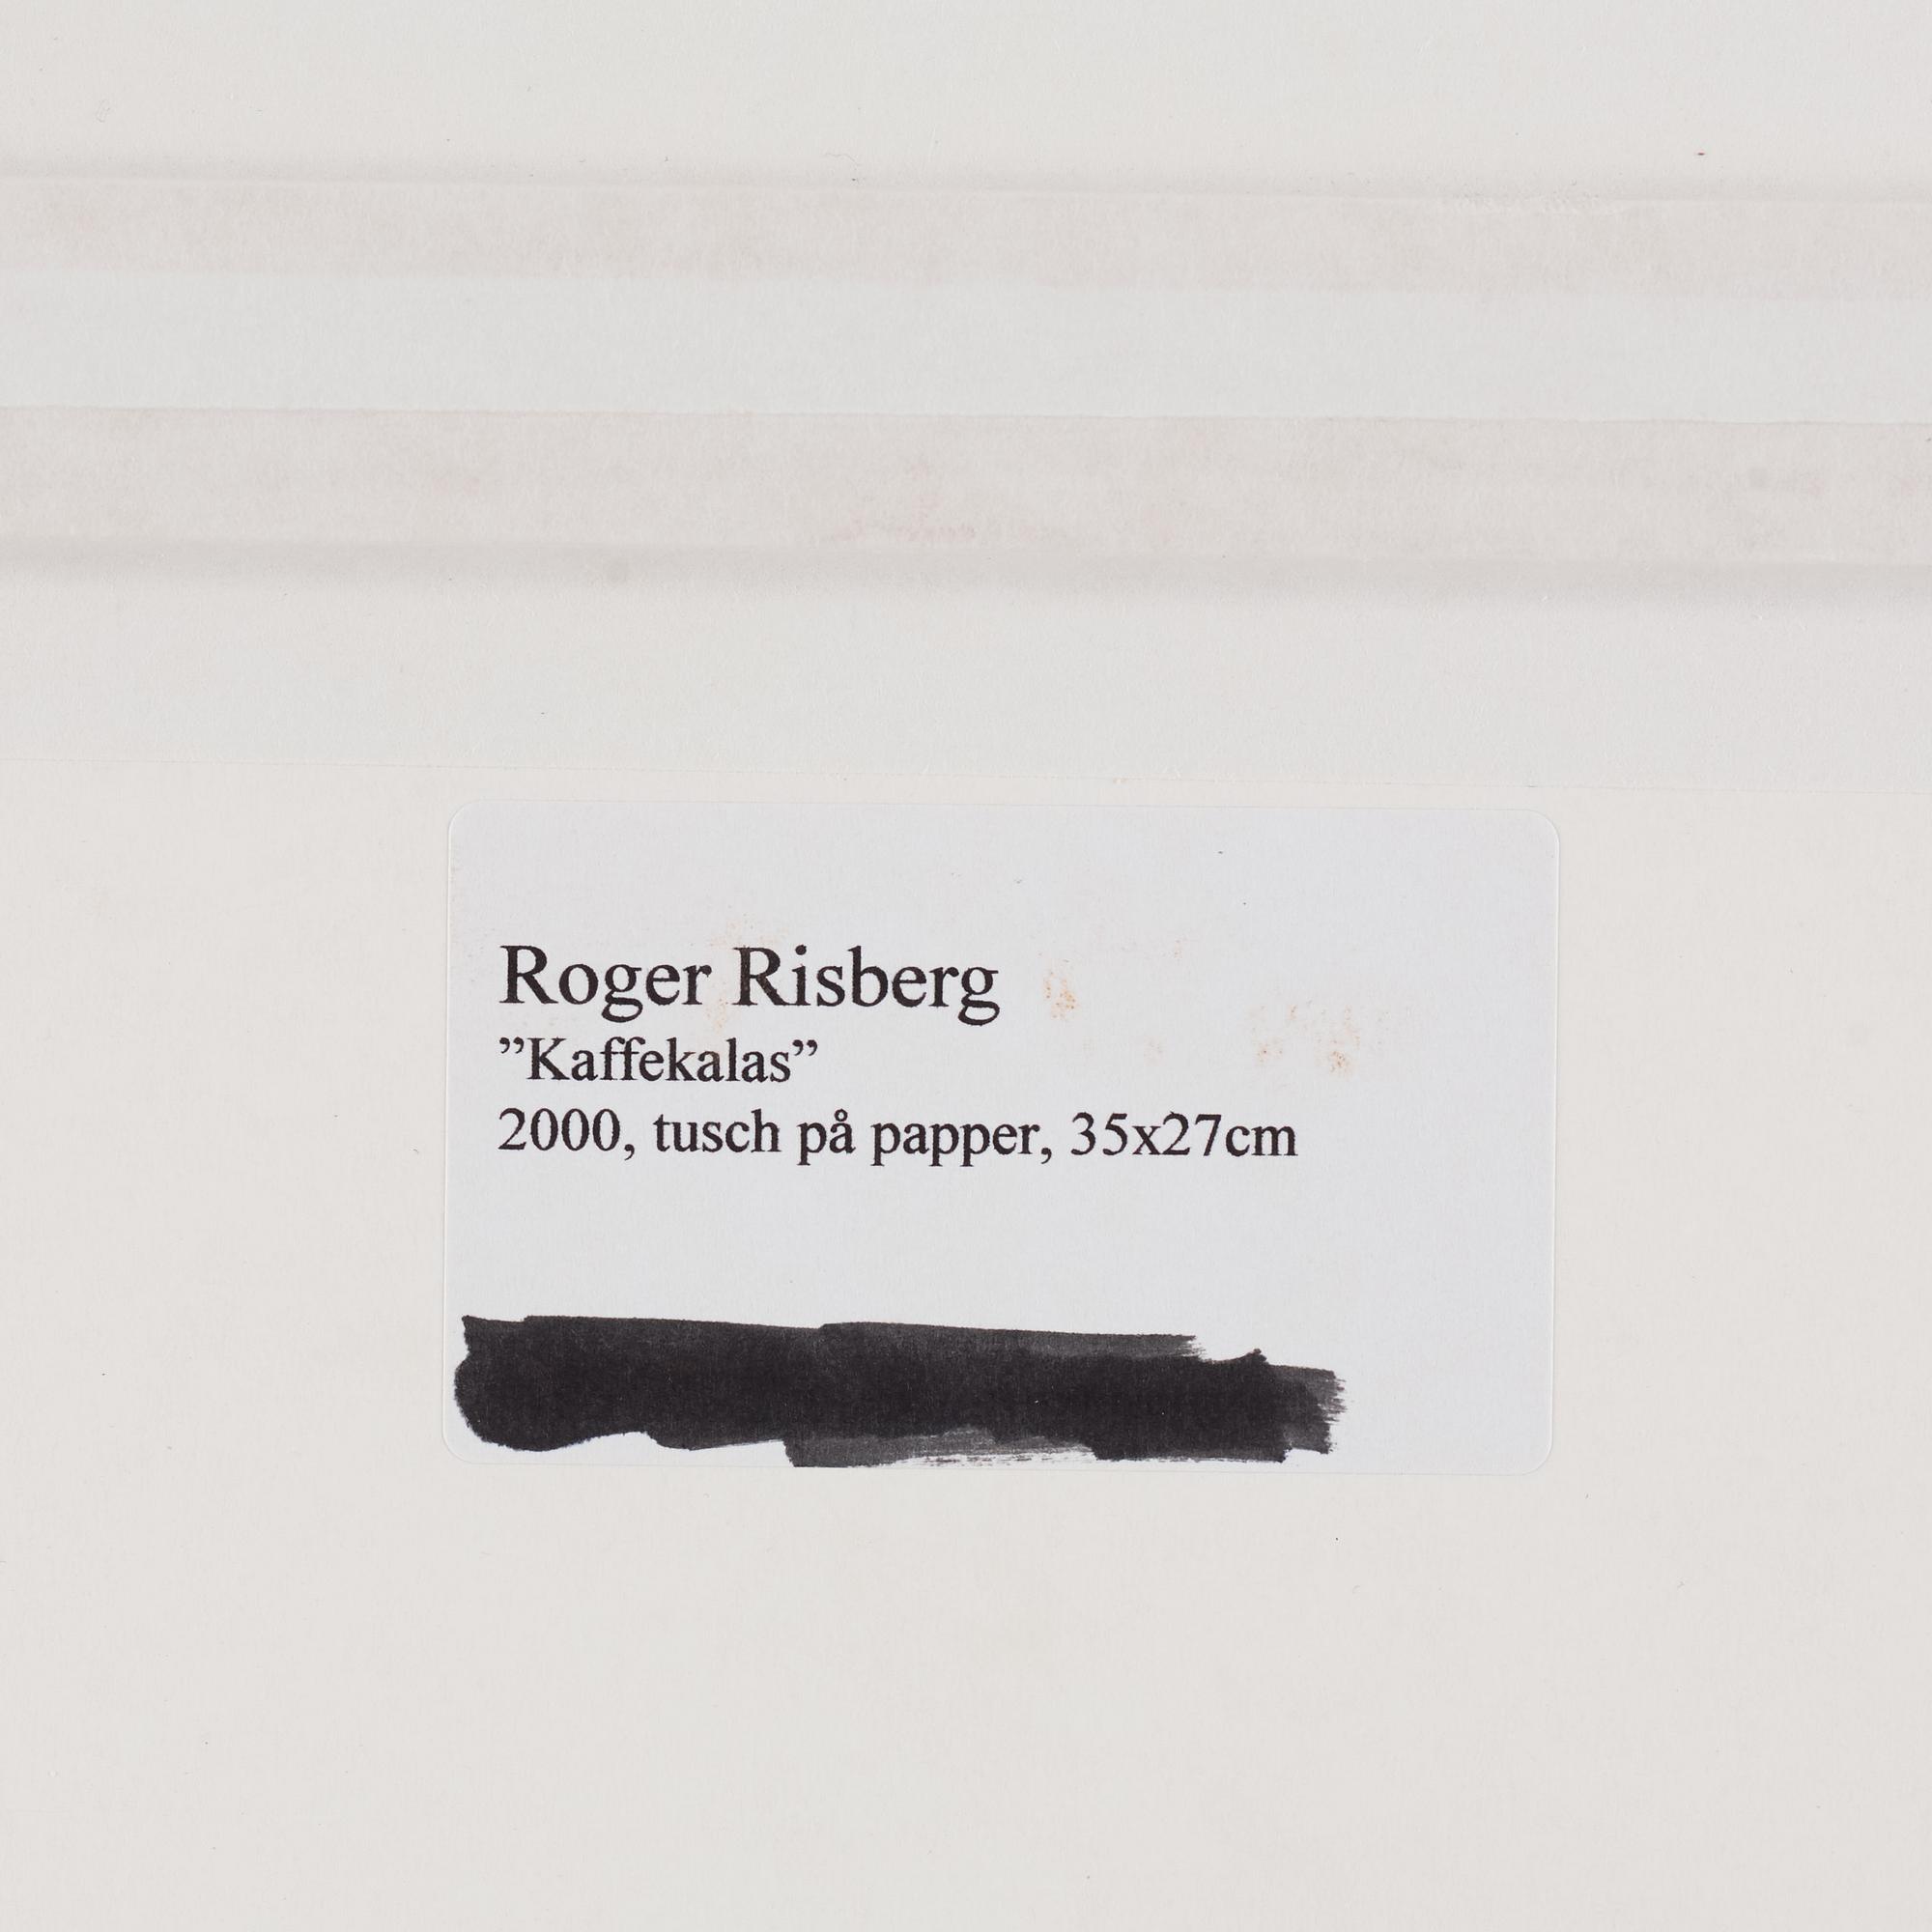 Roger Risberg
”Kaffekalas”
2000, tusch på papper, 35x27cm